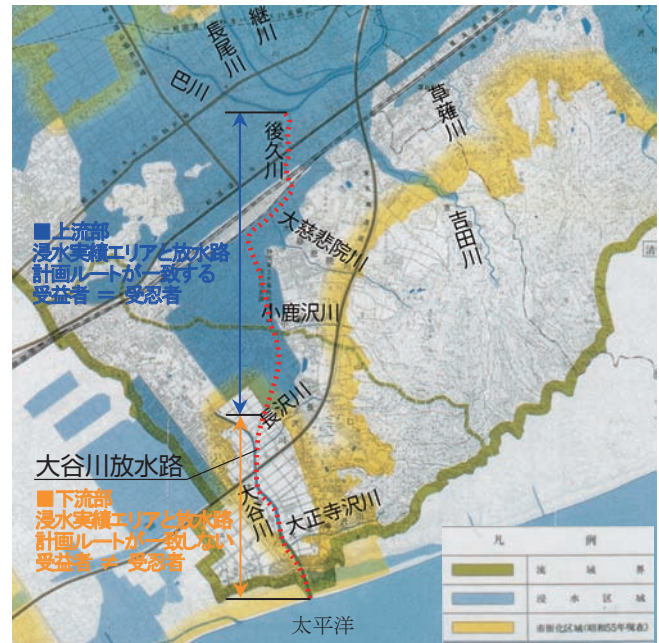 継川
長尾川
巴川
後久川
草薙川
■上流部
浸水実績エリアと放水路
計画ルートが一致する
受益者 = 受忍者
大慈悲院川
吉田川
清
小鹿沢川
長沢川
大谷川放水路
■下流部
浸水実績エリアと放水路
計画ルートが一致しない
受益者 ≠ 受忍者
大谷川
大正寺沢川
太平洋
凡 例
流域界
浸水区域
市街化区域(昭和55年現在)